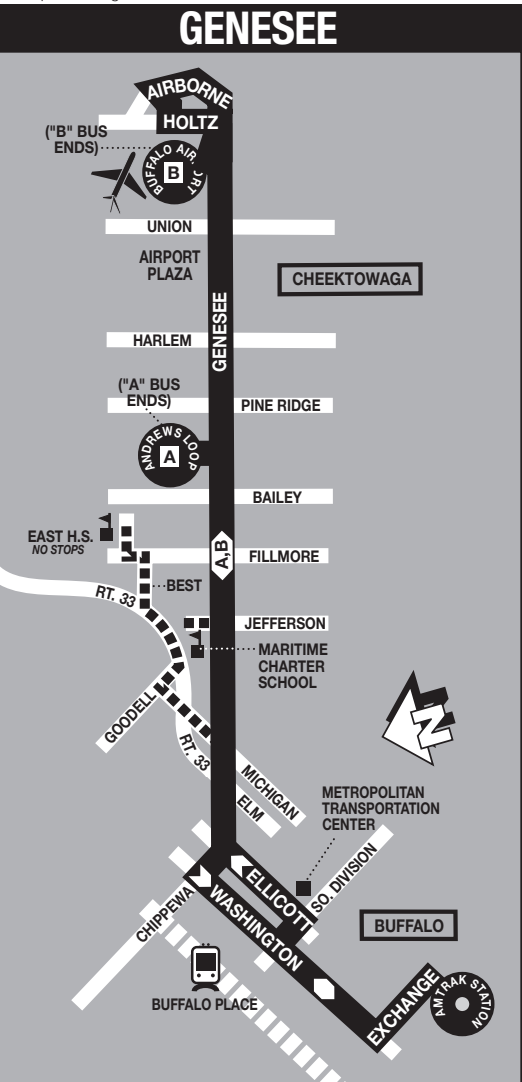 GENESEE
AIRBORNE
HOLTZ
("B" BUS
ENDS)
BUFFALO AIRPORT
B
UNION
AIRPORT
PLAZA
CHEEKTOWAGA
GENESEE
HARLEM
("A" BUS
ENDS)
PINE RIDGE
ANDREWS LOOP
A
BAILEY
EAST H.S.
NO STOPS
A,B
FILLMORE
BEST
RT. 33
JEFFERSON
MARITIME
CHARTER
SCHOOL
GOODELL
N
RT. 33
MICHIGAN
ELM
METROPOLITAN
TRANSPORTATION
CENTER
ELLICOTT
SO. DIVISION
CHIPPEWA
WASHINGTON
BUFFALO
BUFFALO PLACE
EXCHANGE
AMTRAK STATION